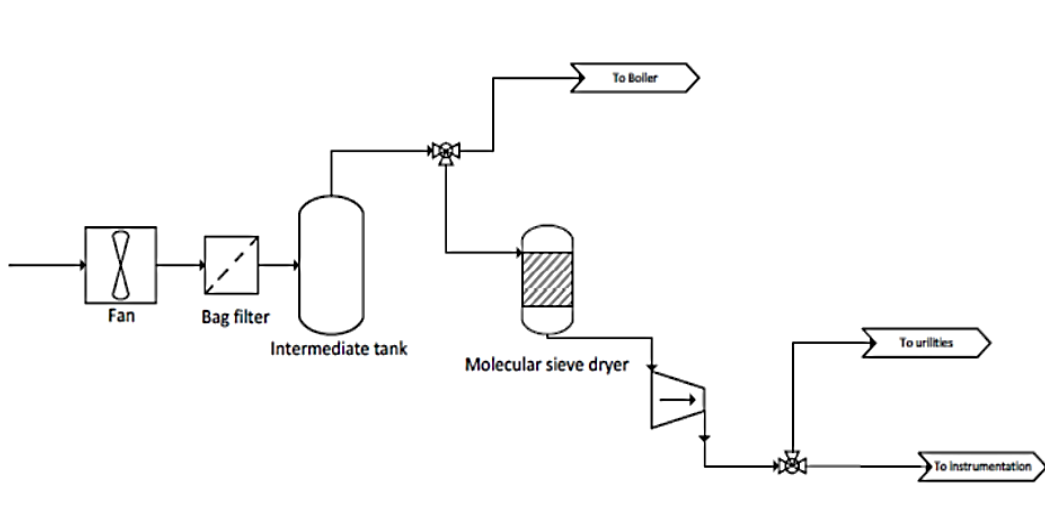 To Boiler
Fan
Bag filter
Intermediate tank
Molecular sieve dryer
To urilities
To Instrumentation